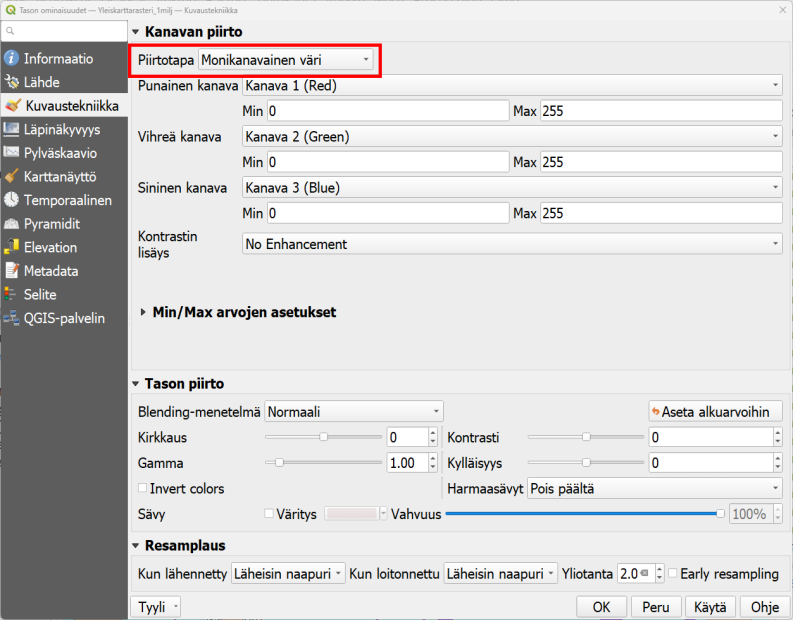 Tason ominaisuudet — Yleiskarttarasteri_1milj — Kuvaustekniikka
Informaatio
Lähde
Kuvaustekniikka
Läpinäkyvyys
Pylväskaavio
Karttanäyttö
Temporaalinen
Pyramidit
Elevation
Metadata
Selite
QGIS-palvelin
Kanavan piirto
Piirtotapa Monikanavainen väri
Punainen kanava Kanava 1 (Red)
Min 0 Max 255
Vihreä kanava Kanava 2 (Green)
Min 0 Max 255
Sininen kanava Kanava 3 (Blue)
Min 0 Max 255
Kontrastin
lisäys
No Enhancement
Min/Max arvojen asetukset
Tason piirto
Blending-menetelmä Normaali Aseta alkuarvoihin
Kirkkaus 0 Kontrasti 0
Gamma 1.00 Kylläisyys 0
Invert colors Harmaasävyt Pois päältä
Sävy Väritys Vahvuus 100%
Resamplaus
Kun lähennetty Läheisin naapuri Kun loitonnettu Läheisin naapuri Yliotanta 2.0 Early resampling
Tyyli OK Peru Käytä Ohje